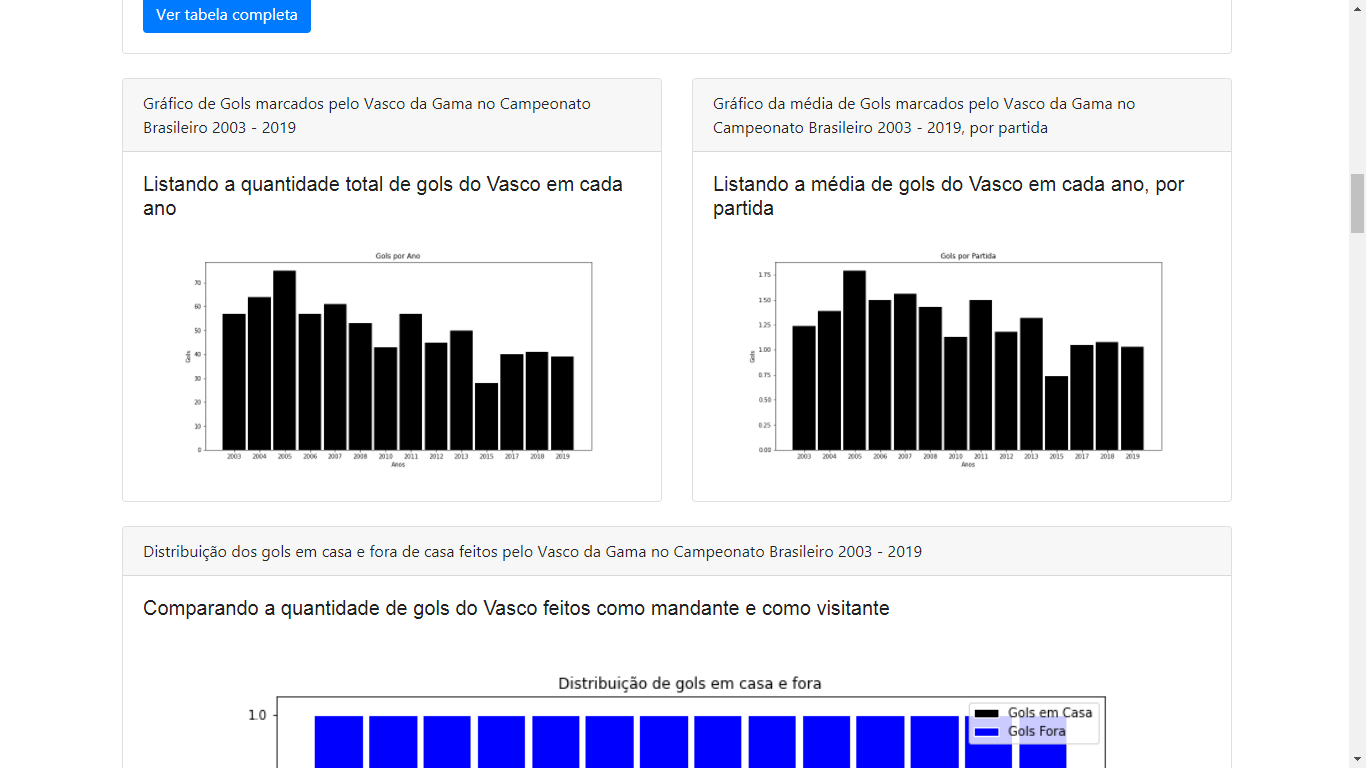 Ver tabela completa
Gráfico de Gols marcados pelo Vasco da Gama no Campeonato
Brasileiro 2003 - 2019
Listando a quantidade total de gols do Vasco em cada
ano
Gols por Ano
70
60
50
40
30
20
10
0
Gols
2003 2004 2005 2006 2007 2008 2010 2011 2012 2013 2015 2017 2018 2019
Anos
Gráfico da média de Gols marcados pelo Vasco da Gama no
Campeonato Brasileiro 2003 - 2019, por partida
Listando a média de gols do Vasco em cada ano, por
partida
Gols por Partida
1.75
1.50
1.25
1.00
0.75
0.50
0.25
0.00
Gols
2003 2004 2005 2006 2007 2008 2010 2011 2012 2013 2015 2017 2018 2019
Anos
Distribuição dos gols em casa e fora de casa feitos pelo Vasco da Gama no Campeonato Brasileiro 2003 - 2019
Comparando a quantidade de gols do Vasco feitos como mandante e como visitante
Distribuição de gols em casa e fora
1.0
Gols em Casa
Gols Fora